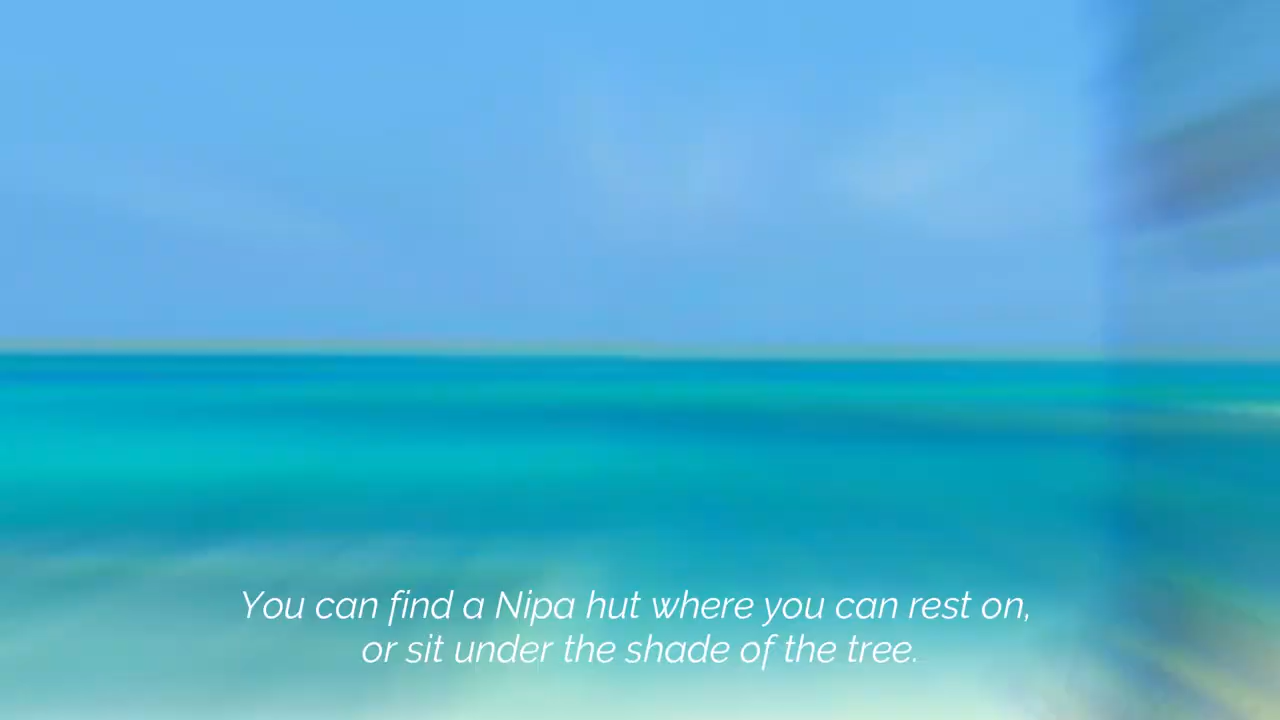 You can find a Nipa hut where you can rest on,
or sit under the shade of the tree.